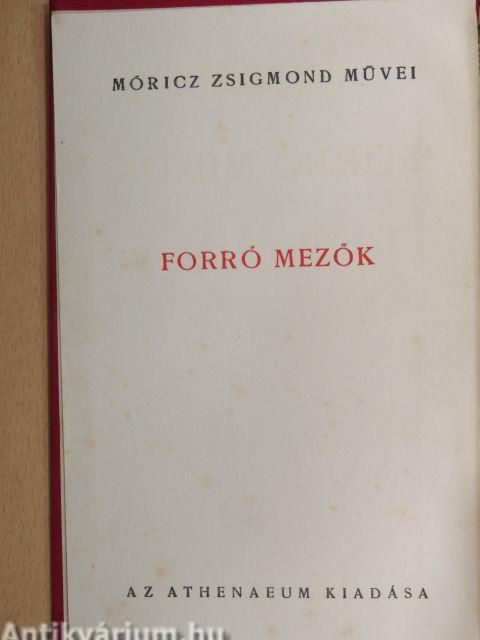 MÓRICZ ZSIGMOND MŰVEI
FORRÓ MEZŐK
AZ ATHENAEUM KIADÁSA
Antikvárium.hu